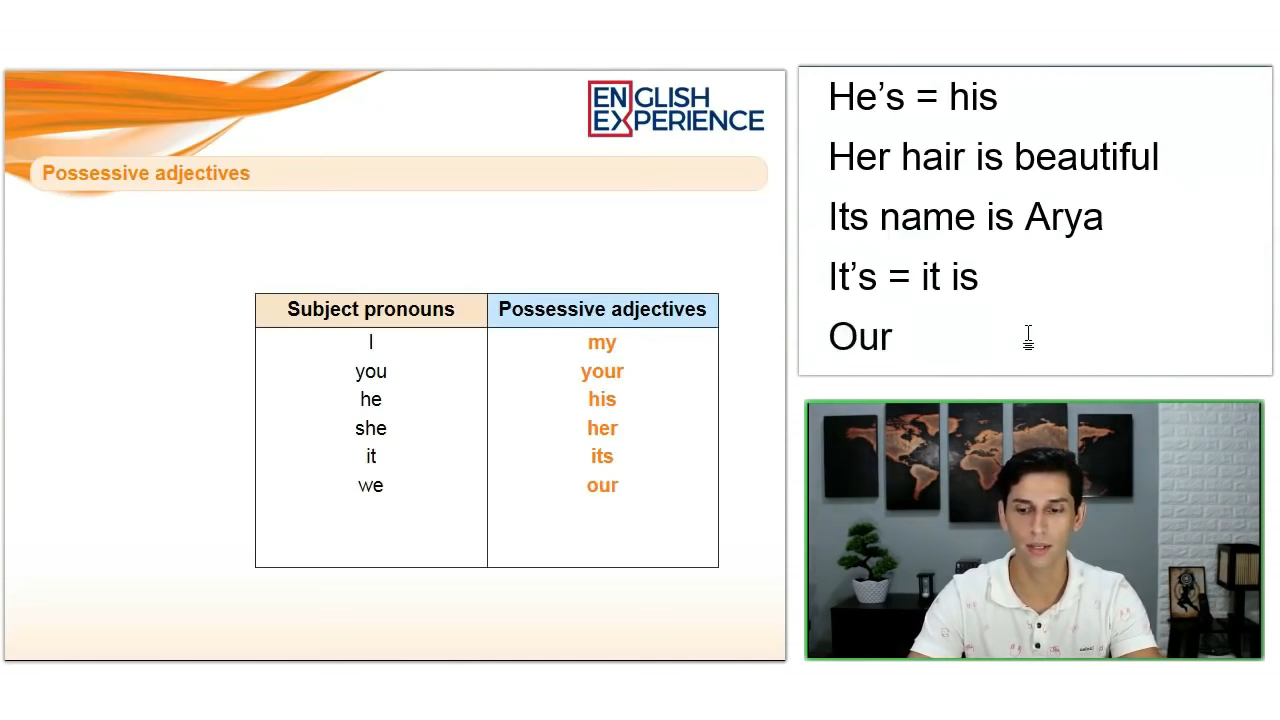 ENGLISH
EXPERIENCE
Possessive adjectives
Subject pronouns Possessive adjectives
I my
you your
he his
she her
it its
we our
He’s = his
Her hair is beautiful
Its name is Arya
It’s = it is
Our